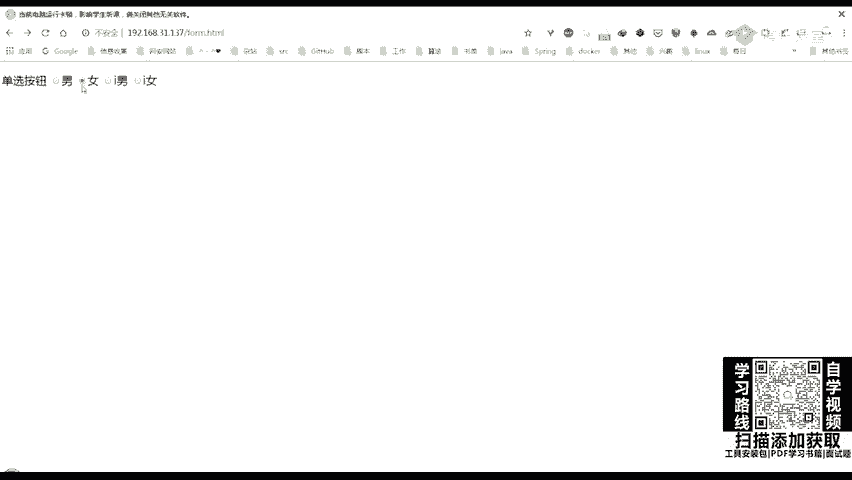 当前电脑运行卡顿，影响学生听课，请关闭其他无关软件。
不安全 | 192.168.31.137/form.html
应用 Google 信息收集 网安网站 杂站 src GitHub 脚本 工作 靶场 书签 java Spring docker 其他 兴趣 linux 每日 其他书签
单选按钮 男 女 i男 i女
学习路线
自学视频
扫描添加获取
工具安装包|PDF学习书籍|面试题